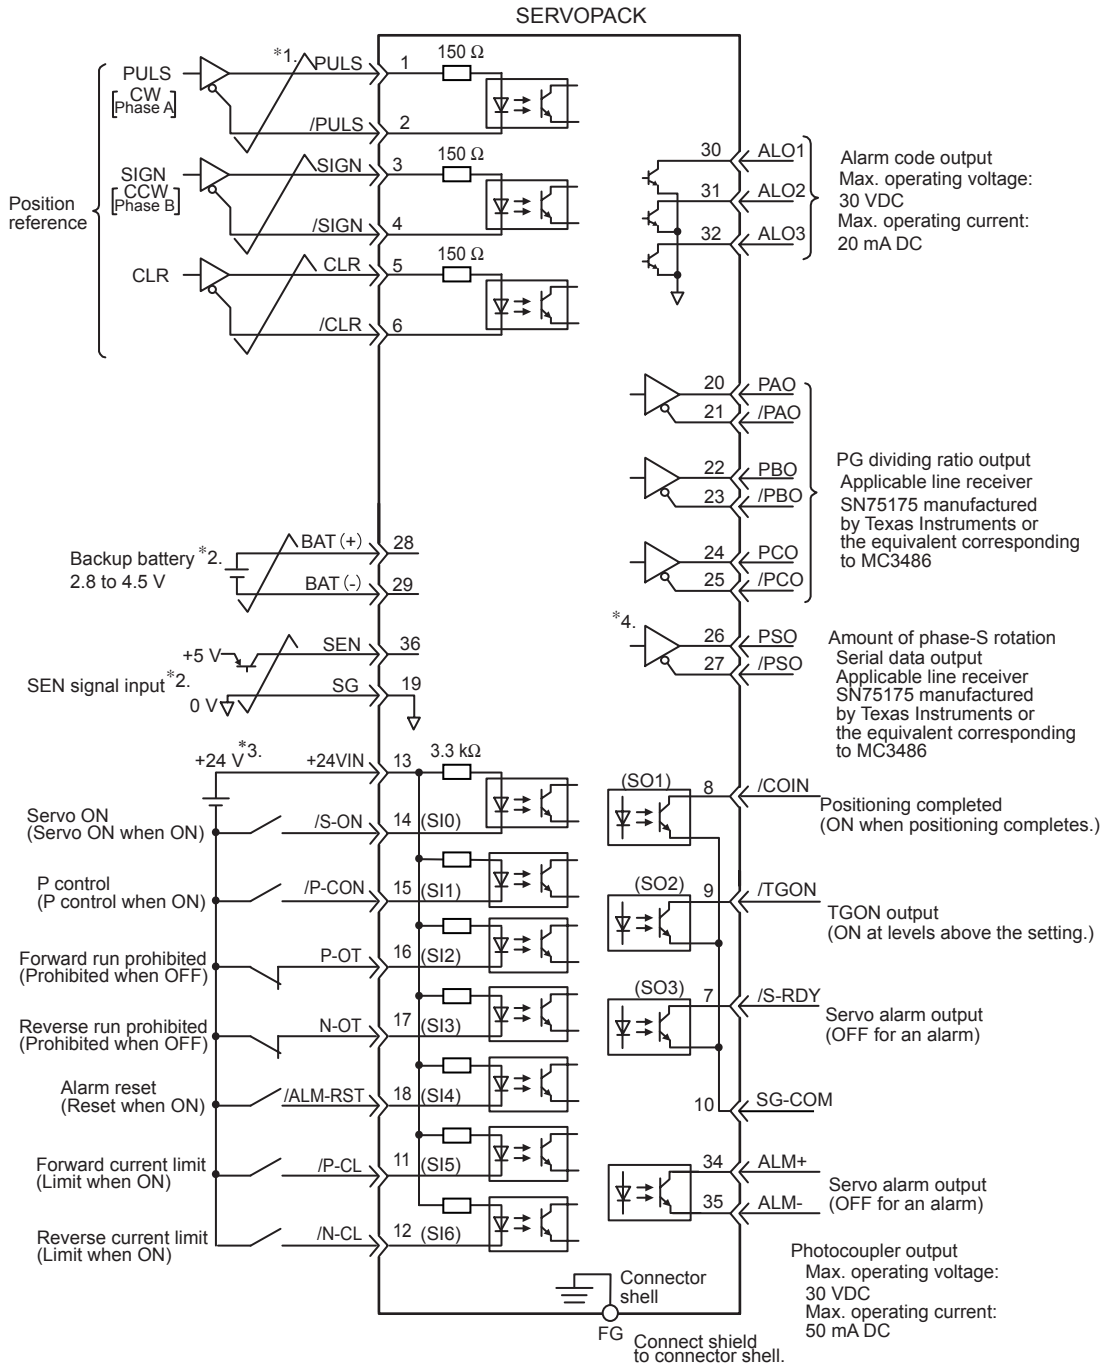 SERVOPACK
Position
reference
PULS
[CW
Phase A]
*1.
PULS
1
150 Ω
/PULS
2
SIGN
[CCW
Phase B]
SIGN
3
150 Ω
/SIGN
4
CLR
CLR
5
150 Ω
/CLR
6
30
ALO1
31
ALO2
32
ALO3
Alarm code output
Max. operating voltage:
30 VDC
Max. operating current:
20 mA DC
20
PAO
21
/PAO
22
PBO
23
/PBO
24
PCO
25
/PCO
PG dividing ratio output
Applicable line receiver
SN75175 manufactured
by Texas Instruments or
the equivalent corresponding
to MC3486
Backup battery *2.
2.8 to 4.5 V
BAT (+)
28
BAT (-)
29
*4.
26
PSO
27
/PSO
Amount of phase-S rotation
Serial data output
Applicable line receiver
SN75175 manufactured
by Texas Instruments or
the equivalent corresponding
to MC3486
SEN signal input *2.
+5 V
0 V
SEN
36
SG
19
+24 V *3.
+24VIN
13
3.3 kΩ
Servo ON
(Servo ON when ON)
/S-ON
14
(SI0)
P control
(P control when ON)
/P-CON
15
(SI1)
Forward run prohibited
(Prohibited when OFF)
P-OT
16
(SI2)
Reverse run prohibited
(Prohibited when OFF)
N-OT
17
(SI3)
Alarm reset
(Reset when ON)
/ALM-RST
18
(SI4)
Forward current limit
(Limit when ON)
/P-CL
11
(SI5)
Reverse current limit
(Limit when ON)
/N-CL
12
(SI6)
(SO1)
8
/COIN
Positioning completed
(ON when positioning completes.)
(SO2)
9
/TGON
TGON output
(ON at levels above the setting.)
(SO3)
7
/S-RDY
Servo alarm output
(OFF for an alarm)
10
SG-COM
34
ALM+
35
ALM-
Servo alarm output
(OFF for an alarm)
Photocoupler output
Max. operating voltage:
30 VDC
Max. operating current:
50 mA DC
Connector
shell
FG
Connect shield
to connector shell.